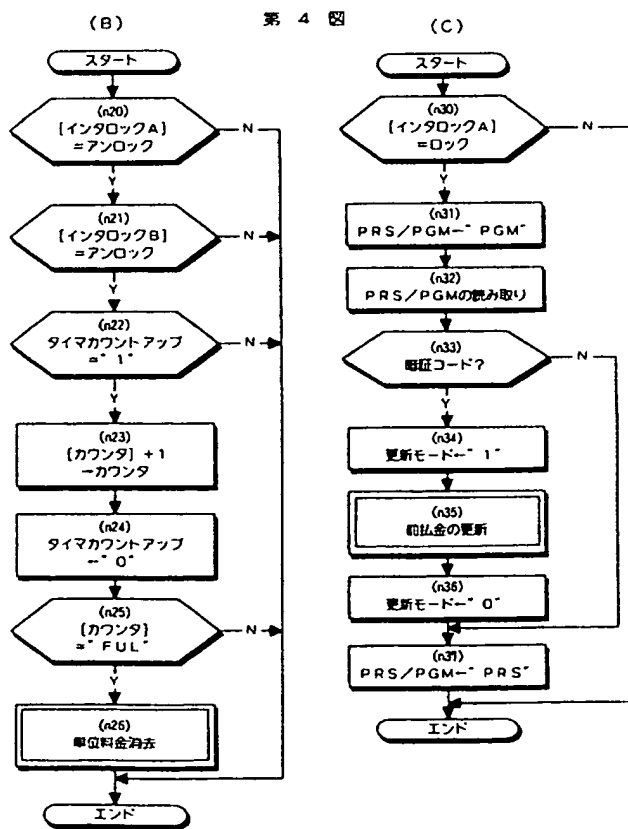 第 4 図
(B)
スタート
(n20)
[インタロックA]
=アンロック
N
Y
(n21)
[インタロックB]
=アンロック
N
Y
(n22)
タイマカウントアップ
="1"
N
Y
(n23)
[カウンタ]+1
→カウンタ
(n24)
タイマカウントアップ
←"0"
(n25)
[カウンタ]
="FUL"
N
Y
(n26)
単位料金消去
エンド
(C)
スタート
(n30)
[インタロックA]
=ロック
N
Y
(n31)
PRS/PGM←"PGM"
(n32)
PRS/PGMの読み取り
(n33)
暗証コード?
N
Y
(n34)
更新モード←"1"
(n35)
前払金の更新
(n36)
更新モード←"0"
(n37)
PRS/PGM←"PRS"
エンド